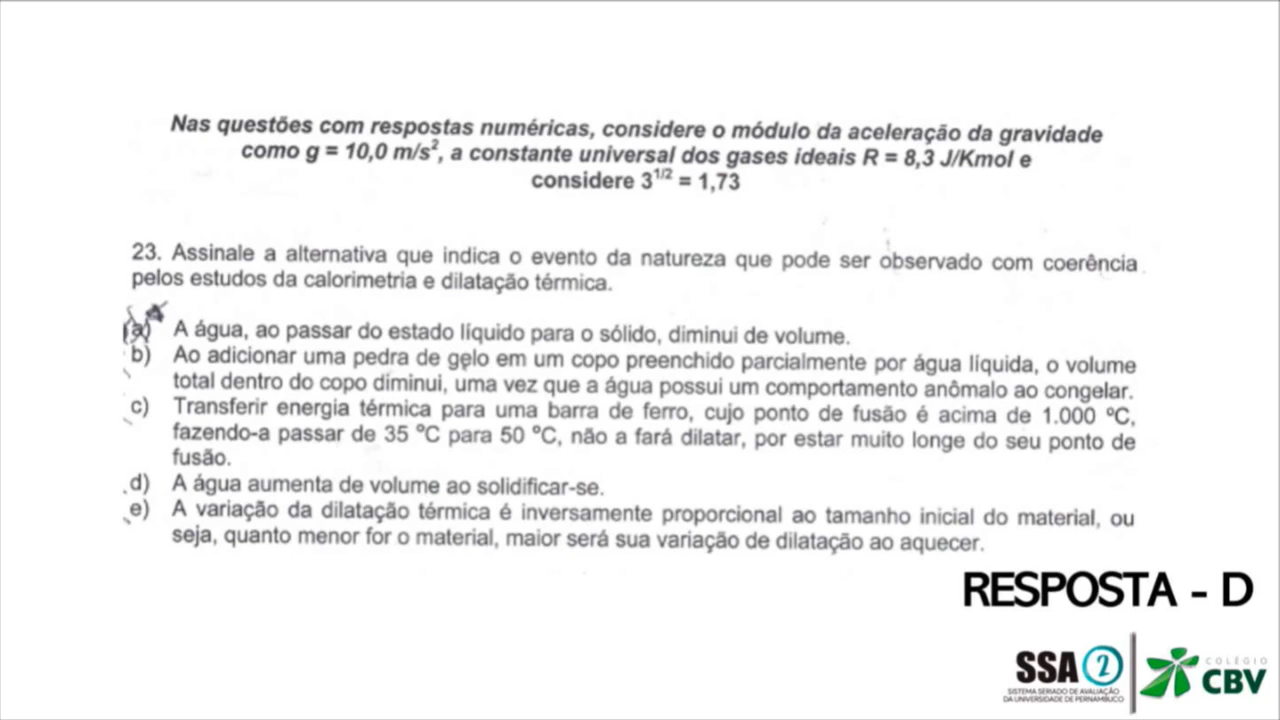 Nas questões com respostas numéricas, considere o módulo da aceleração da gravidade
como g = 10,0 m/s², a constante universal dos gases ideais R = 8,3 J/Kmol e
considere 3^1/2 = 1,73
23. Assinale a alternativa que indica o evento da natureza que pode ser observado com coerência
pelos estudos da calorimetria e dilatação térmica.
(a) A água, ao passar do estado líquido para o sólido, diminui de volume.
b) Ao adicionar uma pedra de gelo em um copo preenchido parcialmente por água líquida, o volume
total dentro do copo diminui, uma vez que a água possui um comportamento anômalo ao congelar.
c) Transferir energia térmica para uma barra de ferro, cujo ponto de fusão é acima de 1.000 ºC,
fazendo-a passar de 35 ºC para 50 ºC, não a fará dilatar, por estar muito longe do seu ponto de
fusão.
d) A água aumenta de volume ao solidificar-se.
e) A variação da dilatação térmica é inversamente proporcional ao tamanho inicial do material, ou
seja, quanto menor for o material, maior será sua variação de dilatação ao aquecer.
RESPOSTA - D
SSA 2
SISTEMA SERIADO DE AVALIAÇÃO
DA UNIVERSIDADE DE PERNAMBUCO
COLÉGIO
CBV